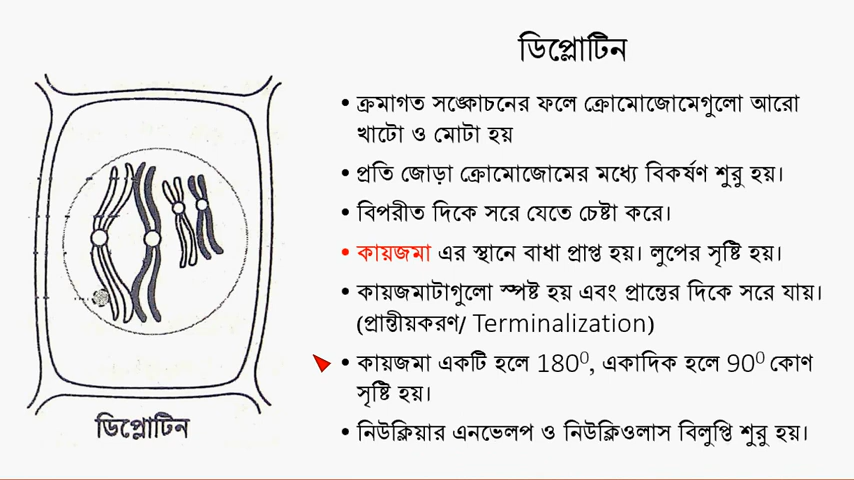 ডিপ্লোটিন
• ক্রমাগত সঙ্কোচনের ফলে ক্রোমোজোমেগুলো আরো
খাটো ও মোটা হয়
• প্রতি জোড়া ক্রোমোজোমের মধ্যে বিকর্ষণ শুরু হয়।
• বিপরীত দিকে সরে যেতে চেষ্টা করে।
• কায়জমা এর স্থানে বাধা প্রাপ্ত হয়। লুপের সৃষ্টি হয়।
• কায়জমাটাগুলো স্পষ্ট হয় এবং প্রান্তের দিকে সরে যায়।
(প্রান্তীয়করণ/ Terminalization)
• কায়জমা একটি হলে 180⁰, একাদিক হলে 90⁰ কোণ
সৃষ্টি হয়।
• নিউক্লিয়ার এনভেলপ ও নিউক্লিওলাস বিলুপ্তি শুরু হয়।
ডিপ্লোটিন